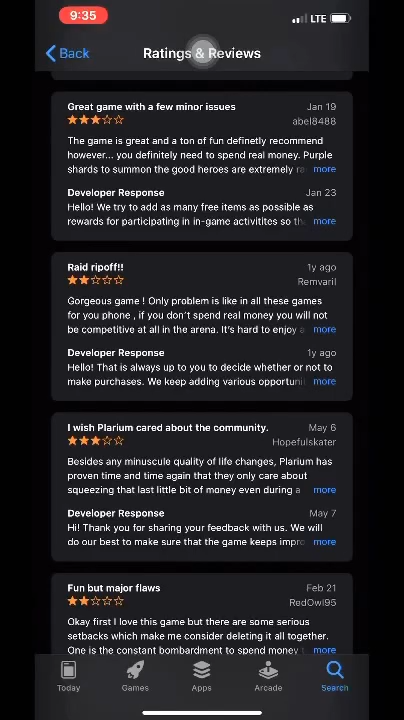 9:35
LTE
Back
Ratings & Reviews
Great game with a few minor issues
Jan 19
abel8488
The game is great and a ton of fun definetly recommend
however... you definitely need to spend real money. Purple
shards to summon the good heroes are extremely
more
Developer Response
Jan 23
Hello! We try to add as many free items as possible as
rewards for participating in in-game activitites so
more
Raid ripoff!!
1y ago
Remvaril
Gorgeous game ! Only problem is like in all these games
for you phone , if you don't spend real money you will not
be competitive at all in the arena. It's hard to enjoy
more
Developer Response
1y ago
Hello! That is always up to you to decide whether or not to
make purchases. We keep adding various
more
I wish Plarium cared about the community.
May 6
Hopefulskater
Besides any minuscule quality of life changes, Plarium has
proven time and time again that they only care about
squeezing that last little bit of money even during a
more
Developer Response
May 7
Hi! Thank you for sharing your feedback with us. We will
do our best to make sure that the game keeps
more
Fun but major flaws
Feb 21
RedOwl95
Okay first I love this game but there are some serious
setbacks which make me consider deleting it all together.
One is the constant bombardment to spend money
more
Today
Games
Apps
Arcade
Search